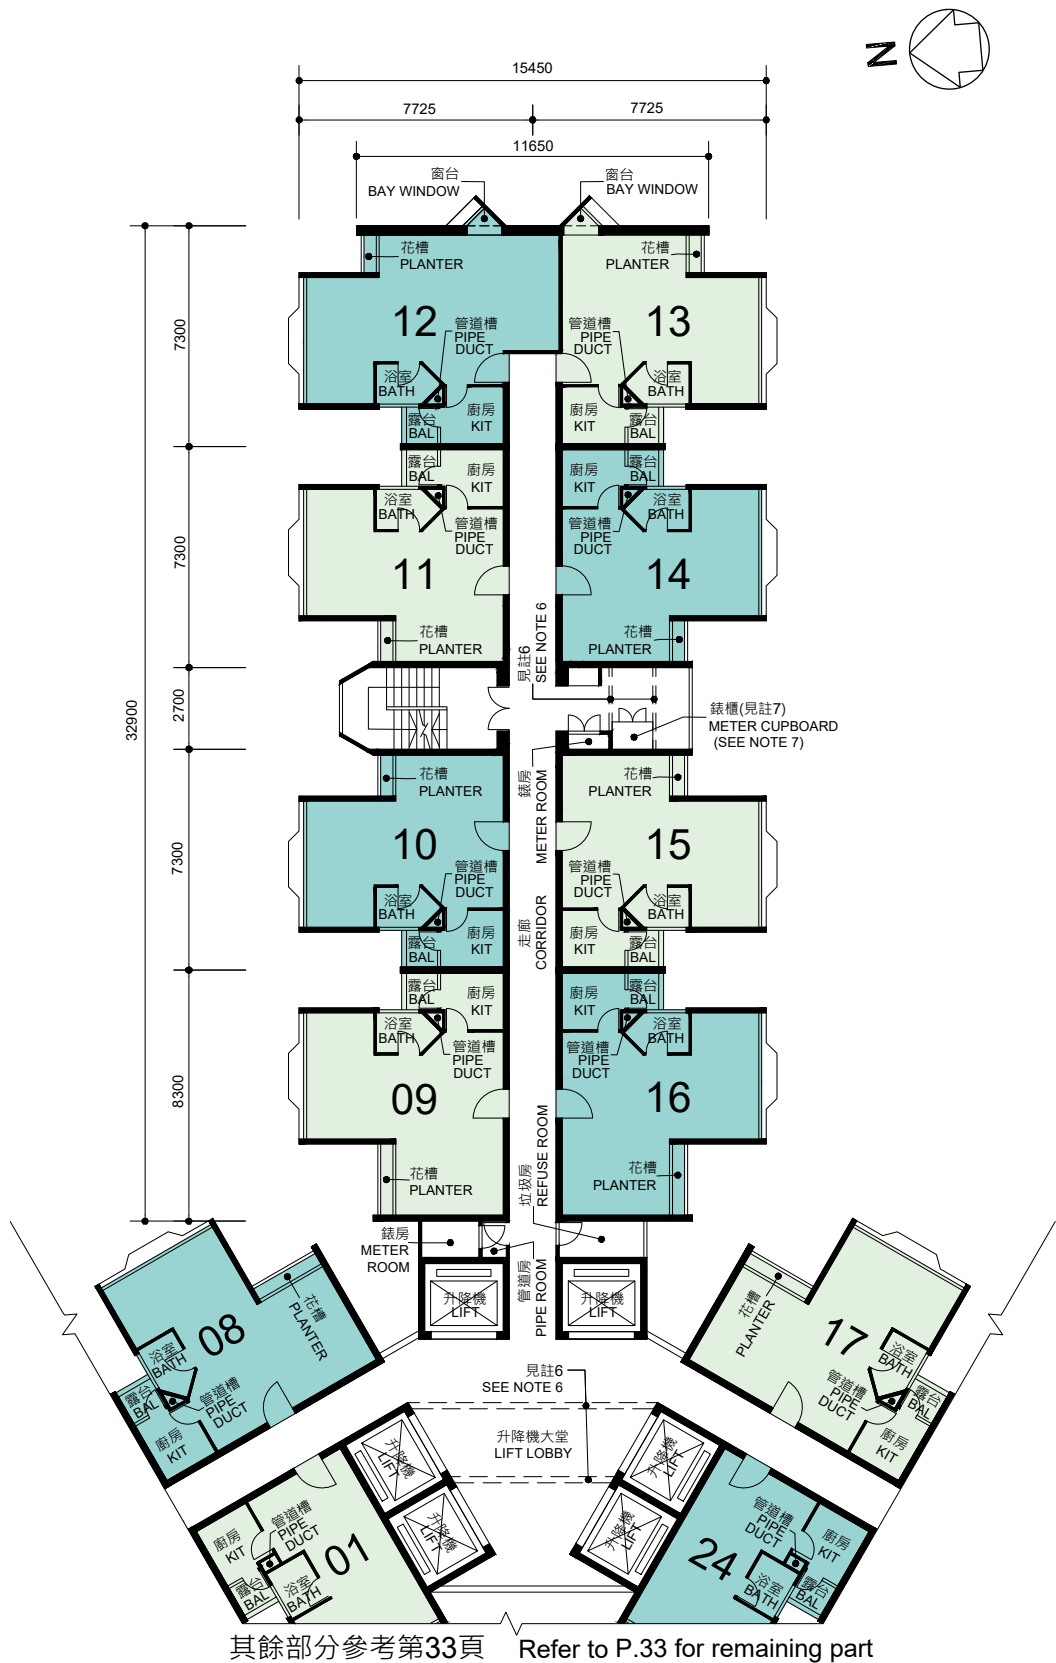 N
15450
7725
7725
11650
窗台
BAY WINDOW
窗台
BAY WINDOW
花槽
PLANTER
花槽
PLANTER
12
管道槽
PIPE
DUCT
管道槽
PIPE
DUCT
13
浴室
BATH
浴室
BATH
7300
廚房
KIT
廚房
KIT
露台
BAL
露台
BAL
露台
BAL
廚房
KIT
廚房
KIT
露台
BAL
浴室
BATH
浴室
BATH
管道槽
PIPE
DUCT
管道槽
PIPE
DUCT
7300
11
14
花槽
PLANTER
花槽
PLANTER
見註6
SEE NOTE 6
32900
2700
錶櫃(見註7)
METER CUPBOARD
(SEE NOTE 7)
花槽
PLANTER
花槽
PLANTER
錶房
METER ROOM
7300
10
15
管道槽
PIPE
DUCT
管道槽
PIPE
DUCT
浴室
BATH
浴室
BATH
走廊
CORRIDOR
廚房
KIT
廚房
KIT
露台
BAL
露台
BAL
露台
BAL
廚房
KIT
廚房
KIT
露台
BAL
浴室
BATH
浴室
BATH
管道槽
PIPE
DUCT
管道槽
PIPE
DUCT
8300
09
16
花槽
PLANTER
花槽
PLANTER
垃圾房
REFUSE ROOM
錶房
METER
ROOM
管道房
PIPE ROOM
升降機
LIFT
升降機
LIFT
花槽
PLANTER
08
浴室
BATH
露台
BAL
管道槽
PIPE
DUCT
廚房
KIT
花槽
PLANTER
17
浴室
BATH
管道槽
PIPE
DUCT
露台
BAL
廚房
KIT
見註6
SEE NOTE 6
升降機大堂
LIFT LOBBY
升降機
LIFT
升降機
LIFT
升降機
LIFT
升降機
LIFT
管道槽
PIPE
DUCT
廚房
KIT
01
露台
BAL
浴室
BATH
管道槽
PIPE
DUCT
廚房
KIT
24
浴室
BATH
露台
BAL
其餘部分參考第33頁 Refer to P.33 for remaining part